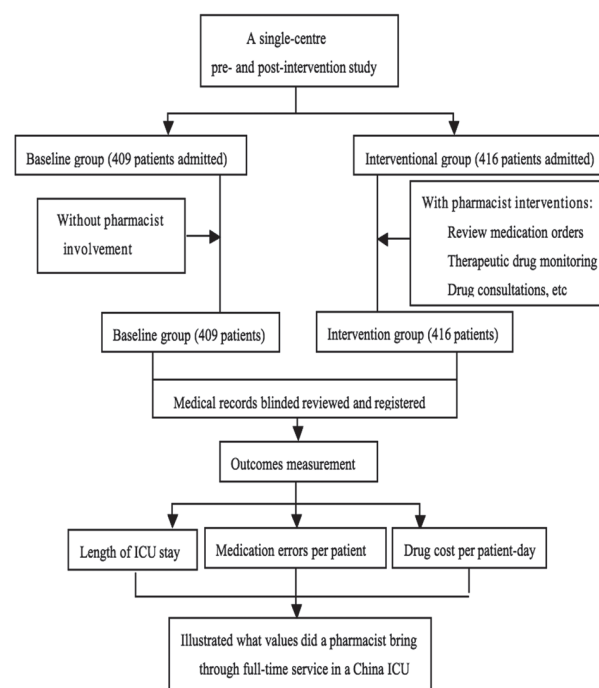 A single-centre
pre- and post-intervention study
Baseline group (409 patients admitted)
Interventional group (416 patients admitted)
Without pharmacist
involvement
With pharmacist interventions:
Review medication orders
Therapeutic drug monitoring
Drug consultations, etc
Baseline group (409 patients)
Intervention group (416 patients)
Medical records blinded reviewed and registered
Outcomes measurement
Length of ICU stay
Medication errors per patient
Drug cost per patient-day
Illustrated what values did a pharmacist bring
through full-time service in a China ICU